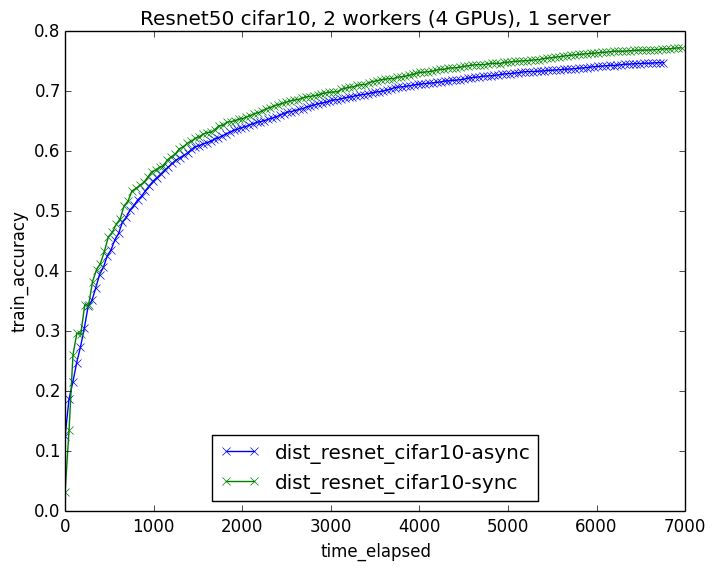 Resnet50 cifar10, 2 workers (4 GPUs), 1 server
0.8
0.7
0.6
0.5
0.4
0.3
0.2
0.1
0.0
train_accuracy
dist_resnet_cifar10-async
dist_resnet_cifar10-sync
0 1000 2000 3000 4000 5000 6000 7000
time_elapsed